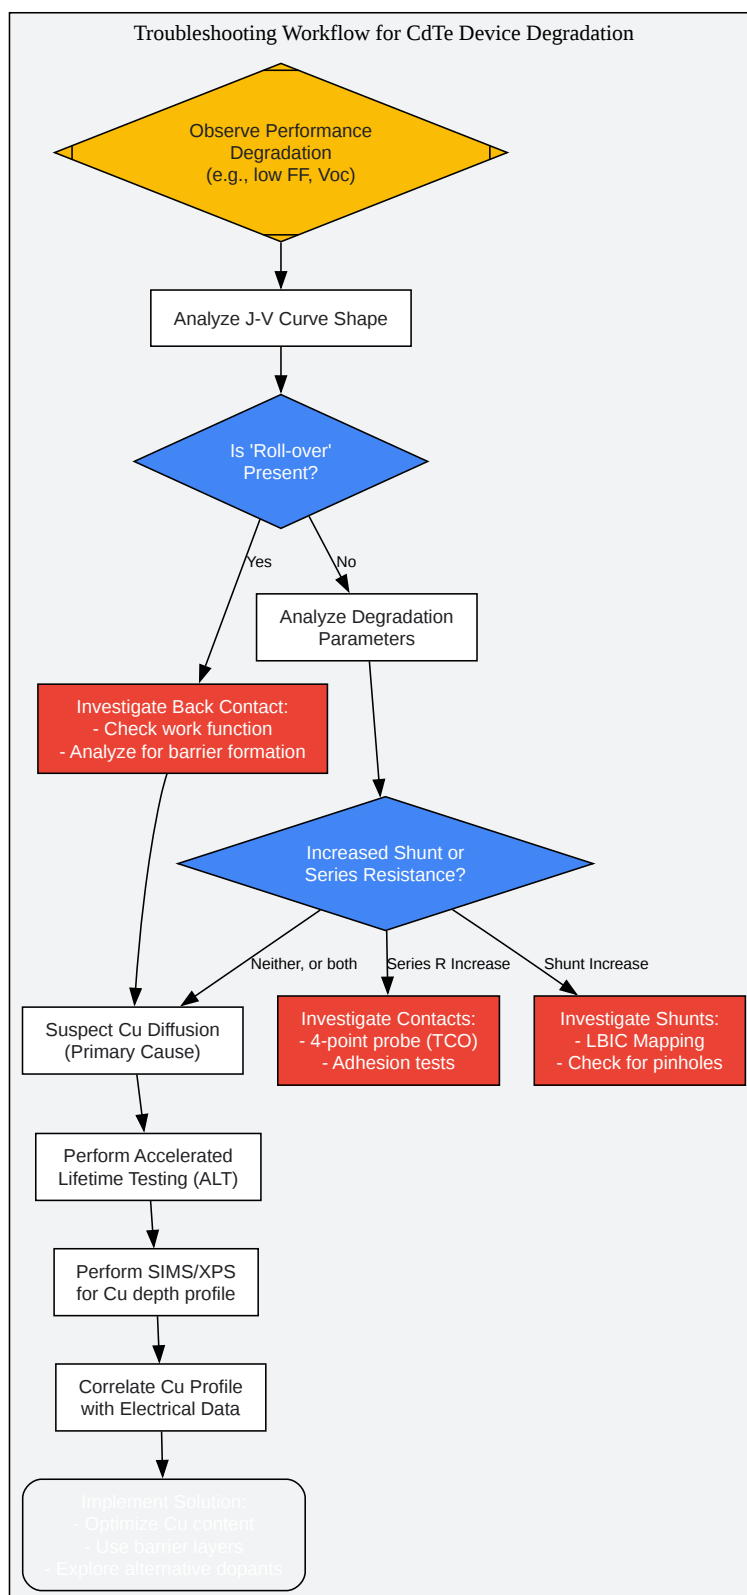 Troubleshooting Workflow for CdTe Device Degradation
Observe Performance
Degradation
(e.g., low FF, Voc)
Analyze J-V Curve Shape
Is 'Roll-over'
Present?
Yes
No
Analyze Degradation
Parameters
Investigate Back Contact:
- Check work function
- Analyze for barrier formation
Increased Shunt or
Series Resistance?
Neither, or both
Series R Increase
Shunt Increase
Suspect Cu Diffusion
(Primary Cause)
Investigate Contacts:
- 4-point probe (TCO)
- Adhesion tests
Investigate Shunts:
- LBIC Mapping
- Check for pinholes
Perform Accelerated
Lifetime Testing (ALT)
Perform SIMS/XPS
for Cu depth profile
Correlate Cu Profile
with Electrical Data
Implement Solution:
- Optimize Cu content
- Use barrier layers
- Explore alternative dopants